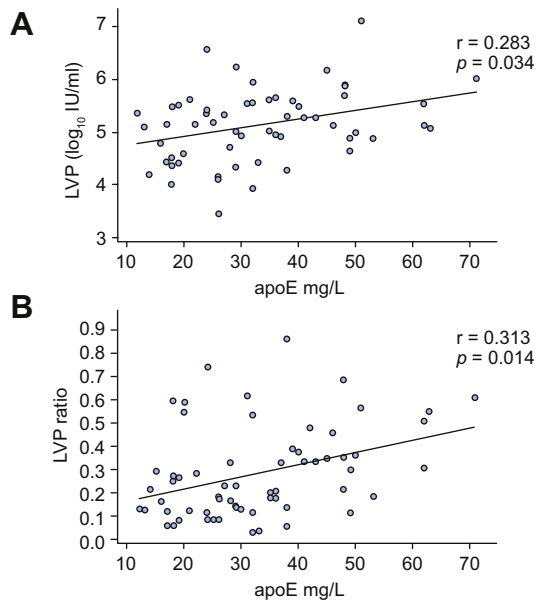 A
7
6
5
4
3
LVP (log10 IU/ml)
r = 0.283
p = 0.034
10 20 30 40 50 60 70
apoE mg/L
B
0.9
0.8
0.7
0.6
0.5
0.4
0.3
0.2
0.1
0.0
LVP ratio
r = 0.313
p = 0.014
10 20 30 40 50 60 70
apoE mg/L